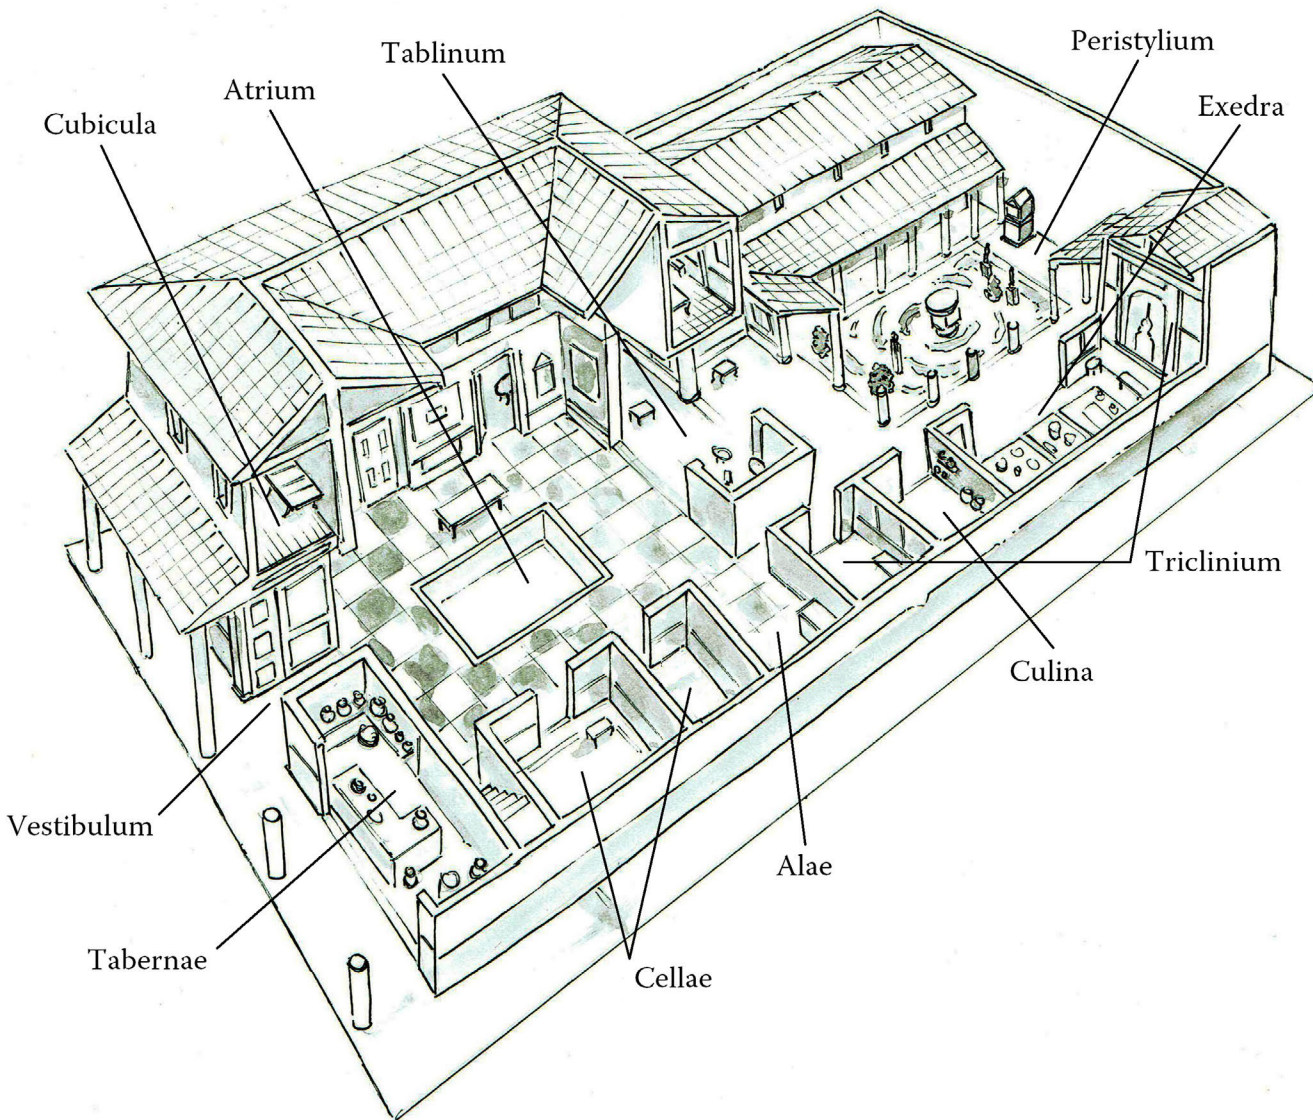 Peristylium
Tablinum
Atrium
Exedra
Cubicula
Triclinium
Culina
Vestibulum
Alae
Tabernae
Cellae